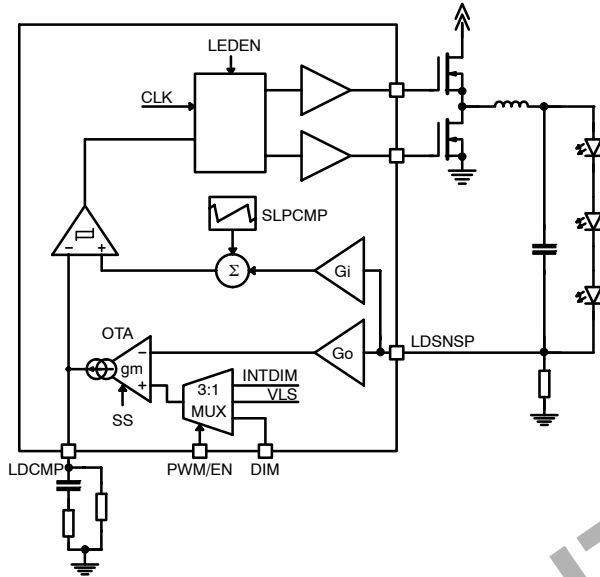 LEDEN
CLK
SLPCMP
Σ
Gi
− +
OTA
gm
−
+
SS
Go
LDSNSP
INTDIM
VLS
3:1
MUX
LDCMP
PWM/EN
DIM